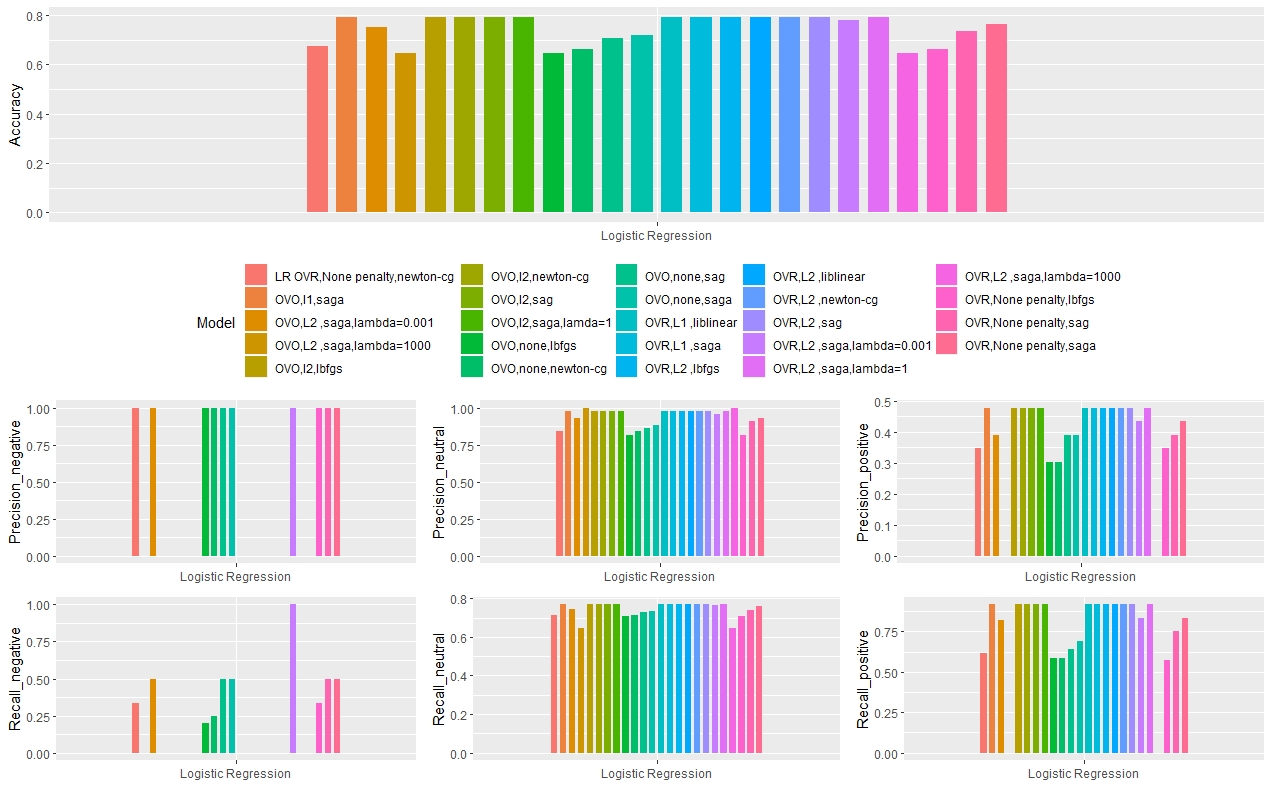 Accuracy
0.8
0.6
0.4
0.2
0.0
Logistic Regression
Model
LR OVR,None penalty,newton-cg
OVO,l1,saga
OVO,L2 ,saga,lambda=0.001
OVO,L2 ,saga,lambda=1000
OVO,l2,lbfgs
OVO,l2,newton-cg
OVO,l2,sag
OVO,l2,saga,lamda=1
OVO,none,lbfgs
OVO,none,newton-cg
OVO,none,sag
OVO,none,saga
OVR,L1 ,liblinear
OVR,L1 ,saga
OVR,L2 ,lbfgs
OVR,L2 ,liblinear
OVR,L2 ,newton-cg
OVR,L2 ,sag
OVR,L2 ,saga,lambda=0.001
OVR,L2 ,saga,lambda=1
OVR,L2 ,saga,lambda=1000
OVR,None penalty,lbfgs
OVR,None penalty,sag
OVR,None penalty,saga
Precision_negative
1.00
0.75
0.50
0.25
0.00
Logistic Regression
Precision_neutral
1.00
0.75
0.50
0.25
0.00
Logistic Regression
Precision_positive
0.5
0.4
0.3
0.2
0.1
0.0
Logistic Regression
Recall_negative
1.00
0.75
0.50
0.25
0.00
Logistic Regression
Recall_neutral
0.8
0.6
0.4
0.2
0.0
Logistic Regression
Recall_positive
0.75
0.50
0.25
0.00
Logistic Regression